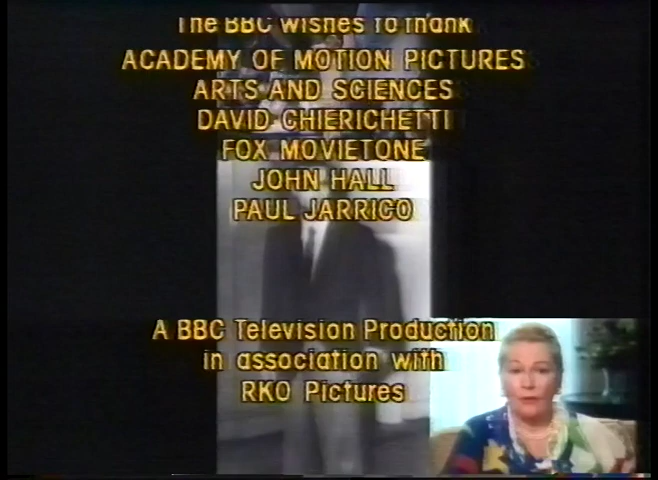 The BBC wishes to thank
ACADEMY OF MOTION PICTURES
ARTS AND SCIENCES
DAVID CHIERICHETTI
FOX MOVIETONE
JOHN HALL
PAUL JARRICO
A BBC Television Production
in association with
RKO Pictures